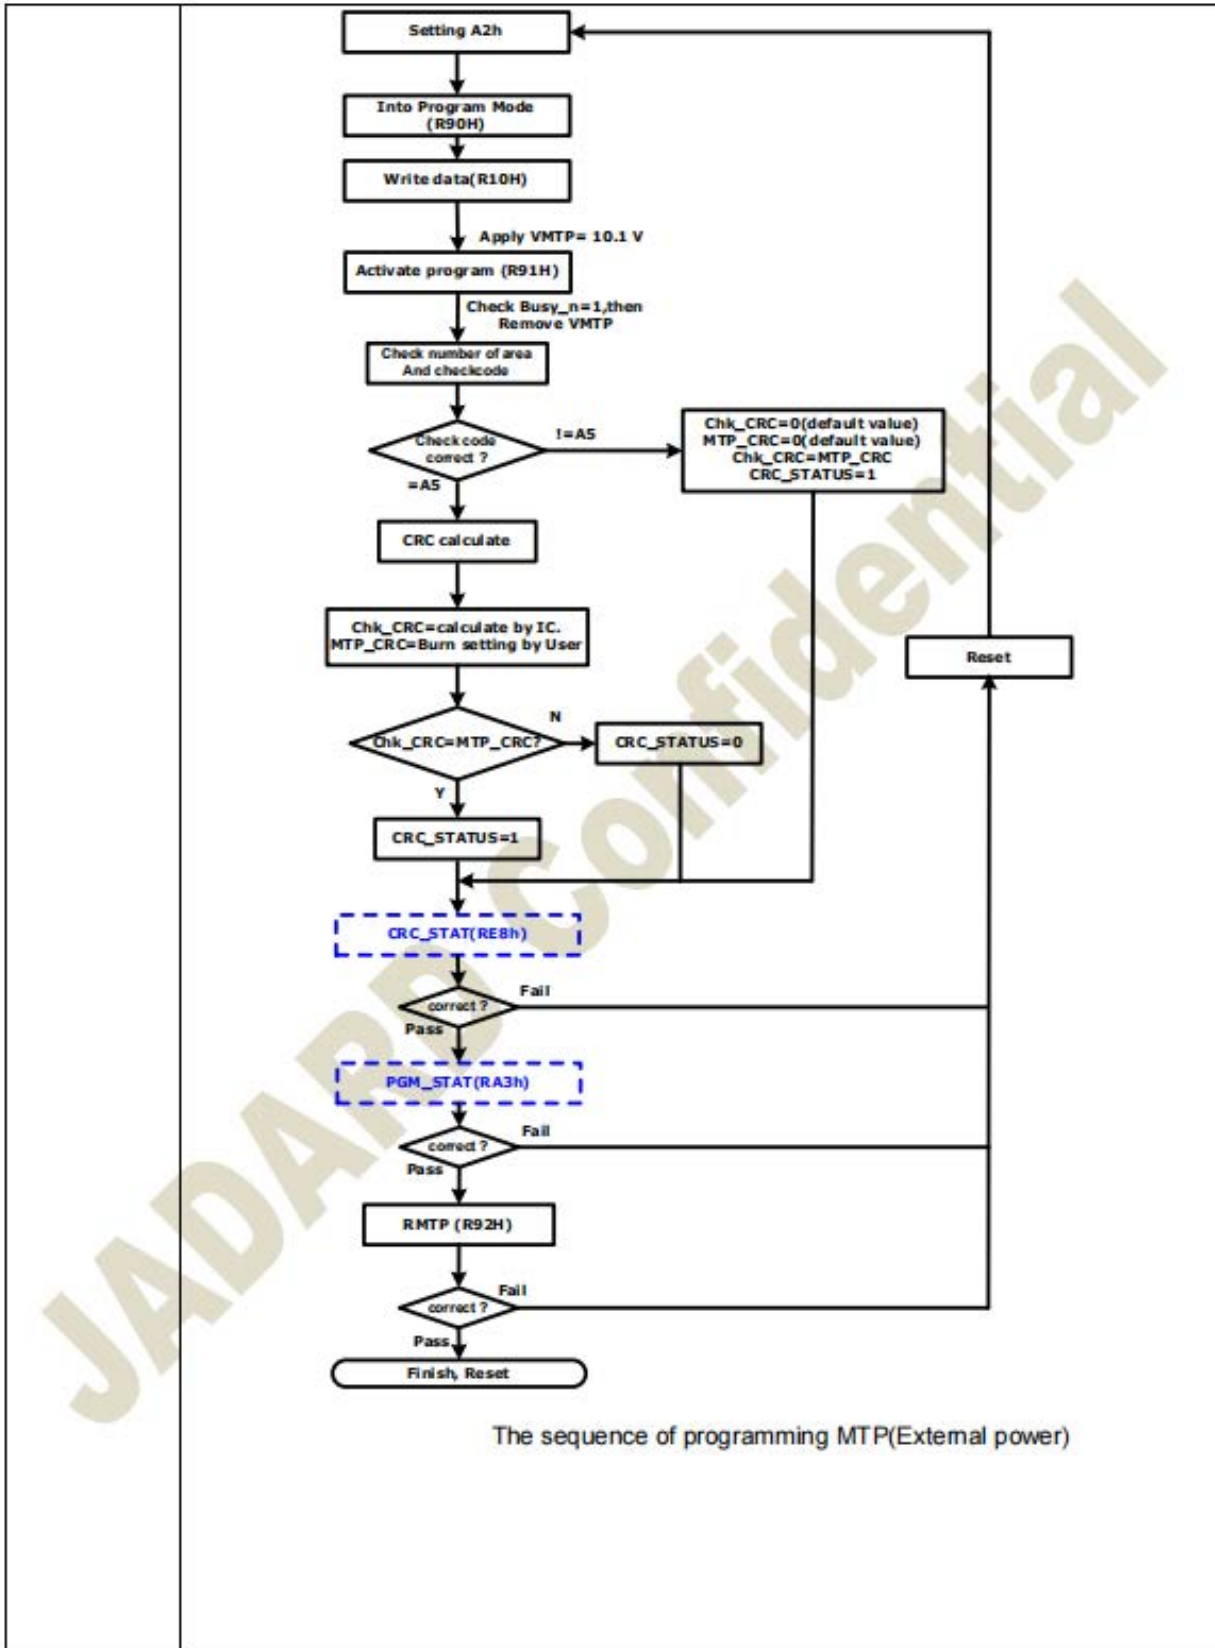 Setting A2h
Into Program Mode
(R90H)
Write data(R10H)
Apply VMTP= 10.1 V
Activate program (R91H)
Check Busy_n=1,then
Remove VMTP
Check number of area
And checkcode
Check code
correct ?
!=A5
=A5
Chk_CRC=0(default value)
MTP_CRC=0(default value)
Chk_CRC=MTP_CRC
CRC_STATUS=1
CRC calculate
Chk_CRC=calculate by IC.
MTP_CRC=Burn setting by User
Reset
Chk_CRC=MTP_CRC?
N
CRC_STATUS=0
Y
CRC_STATUS=1
CRC_STAT(RE8h)
correct ?
Fail
Pass
PGM_STAT(RA3h)
correct ?
Fail
Pass
RMTP (R92H)
correct ?
Fail
Pass
Finish, Reset
The sequence of programming MTP(External power)
JADARD Confidential